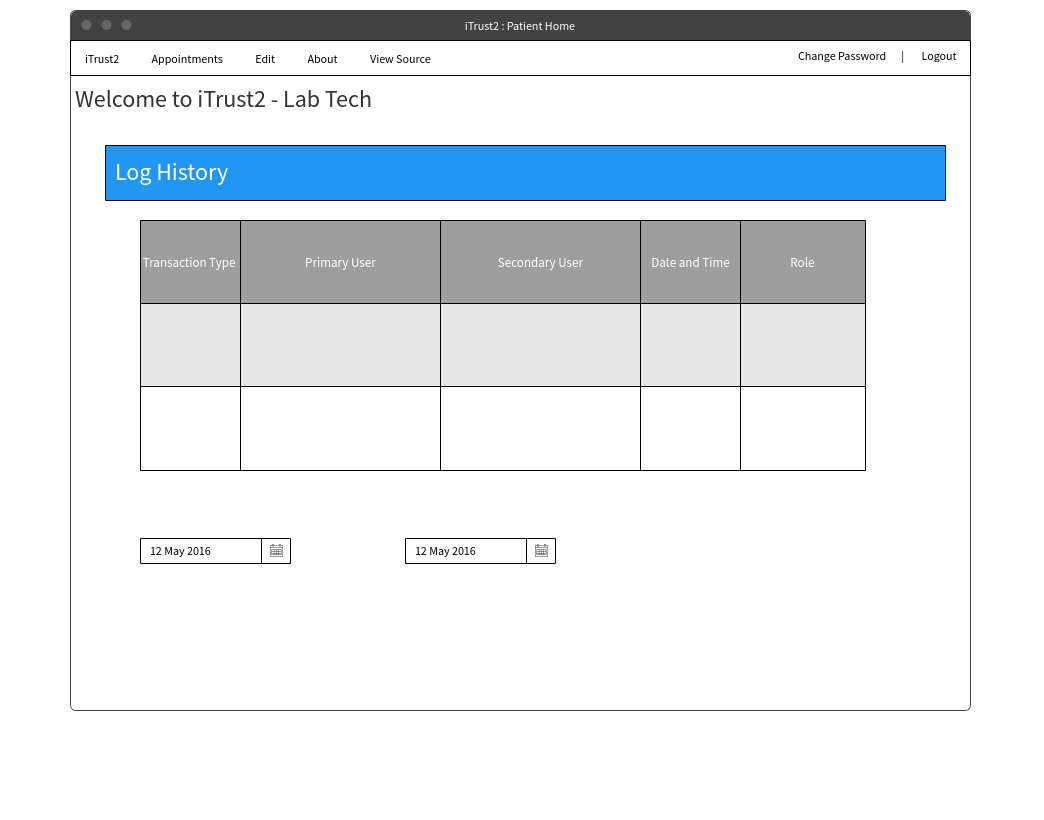 iTrust2 : Patient Home
iTrust2 Appointments Edit About View Source Change Password | Logout
Welcome to iTrust2 - Lab Tech
Log History
Transaction Type Primary User Secondary User Date and Time Role
12 May 2016 12 May 2016